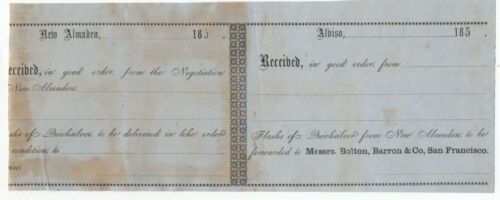 New Almaden, 185 .
eceived, in good order, from the Negotiation
New Almaden,
asks of Quicksilver, to be delivered in like order
condition, to
Alviso, 185 .
Received, in good order, from
Flasks of Quicksilver from New Almaden, to be
forwarded to Messrs. Bolton, Barron & Co, San Francisco.